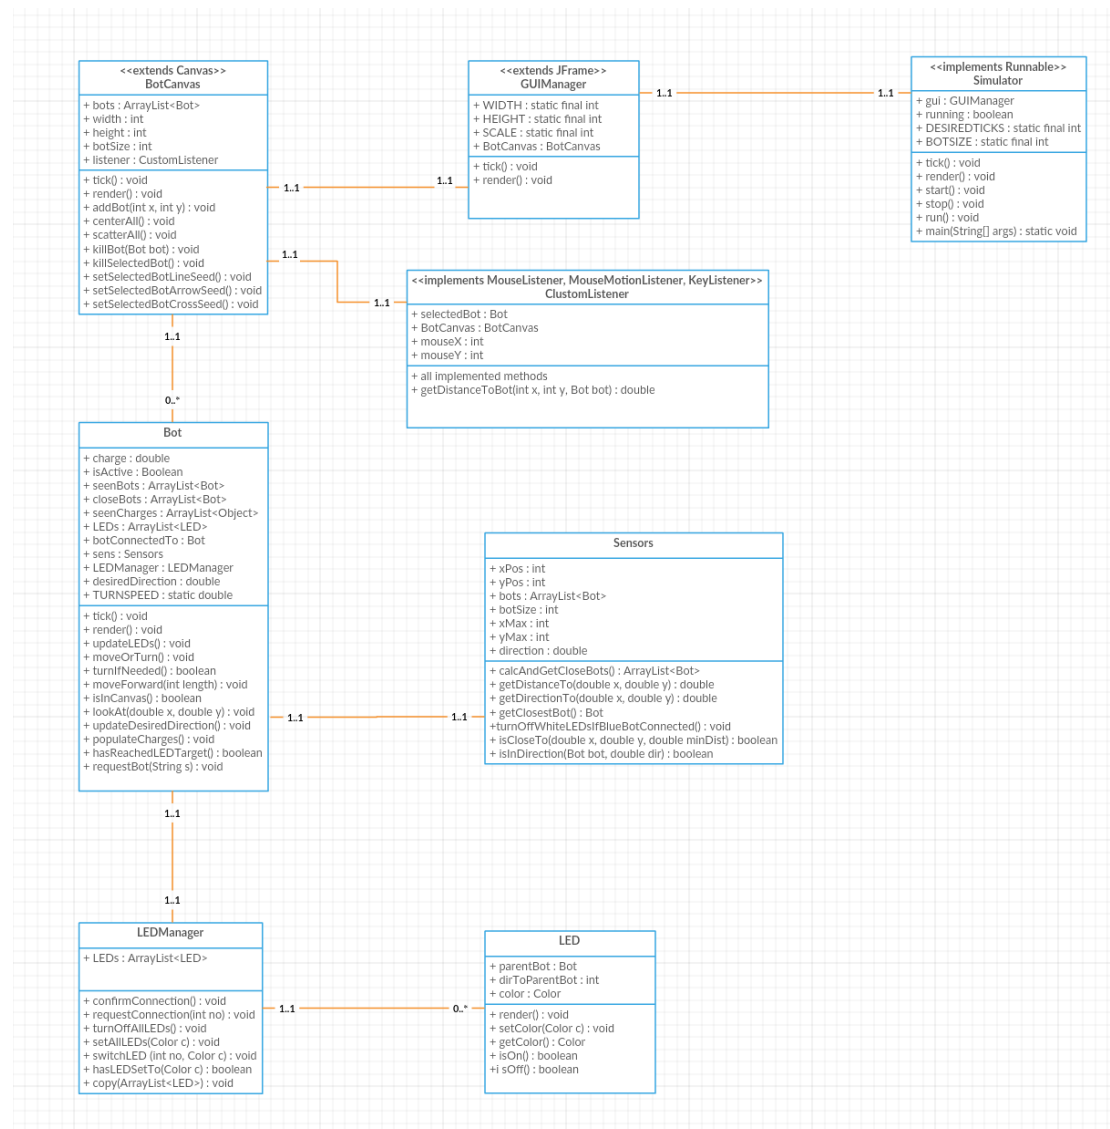 <<extends Canvas>>
BotCanvas
+ bots : ArrayList<Bot>
+ width : int
+ height : int
+ botSize : int
+ listener : CustomListener
+ tick() : void
+ render() : void
+ addBot(int x, int y) : void
+ centerAll() : void
+ scatterAll() : void
+ killBot(Bot bot) : void
+ killSelectedBot() : void
+ setSelectedBotLineSeed() : void
+ setSelectedBotArrowSeed() : void
+ setSelectedBotCrossSeed() : void
1..1
1..1
<<extends JFrame>>
GUIManager
+ WIDTH : static final int
+ HEIGHT : static final int
+ SCALE : static final int
+ BotCanvas : BotCanvas
+ tick() : void
+ render() : void
1..1
1..1
<<implements Runnable>>
Simulator
+ gui : GUIManager
+ running : boolean
+ DESIREDTICKS : static final int
+ BOTSIZE : static final int
+ tick() : void
+ render() : void
+ start() : void
+ stop() : void
+ run() : void
+ main(String[] args) : static void
1..1
1..1
<<implements MouseListener, MouseMotionListener, KeyListener>>
ClustomListener
+ selectedBot : Bot
+ BotCanvas : BotCanvas
+ mouseX : int
+ mouseY : int
+ all implemented methods
+ getDistanceToBot(int x, int y, Bot bot) : double
1..1
0..*
Bot
+ charge : double
+ isActive : Boolean
+ seenBots : ArrayList<Bot>
+ closeBots : ArrayList<Bot>
+ seenCharges : ArrayList<Object>
+ LEDs : ArrayList<LED>
+ botConnectedTo : Bot
+ sens : Sensors
+ LEDManager : LEDManager
+ desiredDirection : double
+ TURNSPEED : static double
+ tick() : void
+ render() : void
+ updateLEDs() : void
+ moveOrTurn() : void
+ turnIfNeeded() : boolean
+ moveForward(int length) : void
+ isInCanvas() : boolean
+ lookAt(double x, double y) : void
+ updateDesiredDirection() : void
+ populateCharges() : void
+ hasReachedLEDTarget() : boolean
+ requestBot(String s) : void
1..1
1..1
Sensors
+ xPos : int
+ yPos : int
+ bots : ArrayList<Bot>
+ botSize : int
+ xMax : int
+ yMax : int
+ direction : double
+ calcAndGetCloseBots() : ArrayList<Bot>
+ getDistanceTo(double x, double y) : double
+ getDirectionTo(double x, double y) : double
+ getClosestBot() : Bot
+turnOffWhiteLEDsIfBlueBotConnected() : void
+ isCloseTo(double x, double y, double minDist) : boolean
+ isInDirection(Bot bot, double dir) : boolean
1..1
1..1
LEDManager
+ LEDs : ArrayList<LED>
+ confirmConnection() : void
+ requestConnection(int no) : void
+ turnOffAllLEDs() : void
+ setAllLEDs(Color c) : void
+ switchLED (int no, Color c) : void
+ hasLEDSetTo(Color c) : boolean
+ copy(ArrayList<LED>) : void
1..1
0..*
LED
+ parentBot : Bot
+ dirToParentBot : int
+ color : Color
+ render() : void
+ setColor(Color c) : void
+ getColor() : Color
+ isOn() : boolean
+i sOff() : boolean